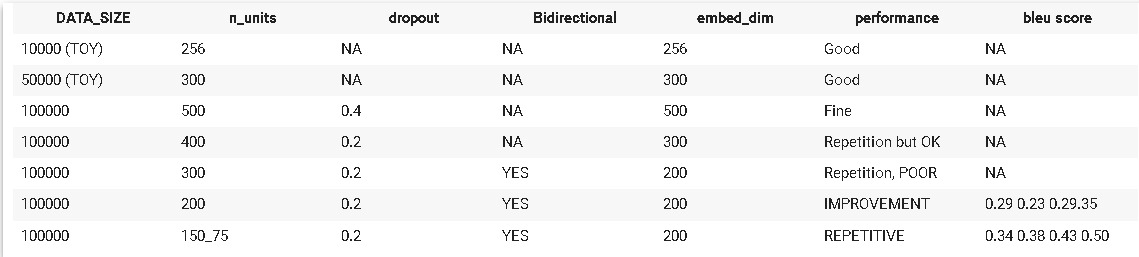 DATA_SIZE n_units dropout Bidirectional embed_dim performance bleu score
10000 (TOY) 256 NA NA 256 Good NA
50000 (TOY) 300 NA NA 300 Good NA
100000 500 0.4 NA 500 Fine NA
100000 400 0.2 NA 300 Repetition but OK NA
100000 300 0.2 YES 200 Repetition, POOR NA
100000 200 0.2 YES 200 IMPROVEMENT 0.29 0.23 0.29.35
100000 150_75 0.2 YES 200 REPETITIVE 0.34 0.38 0.43 0.50